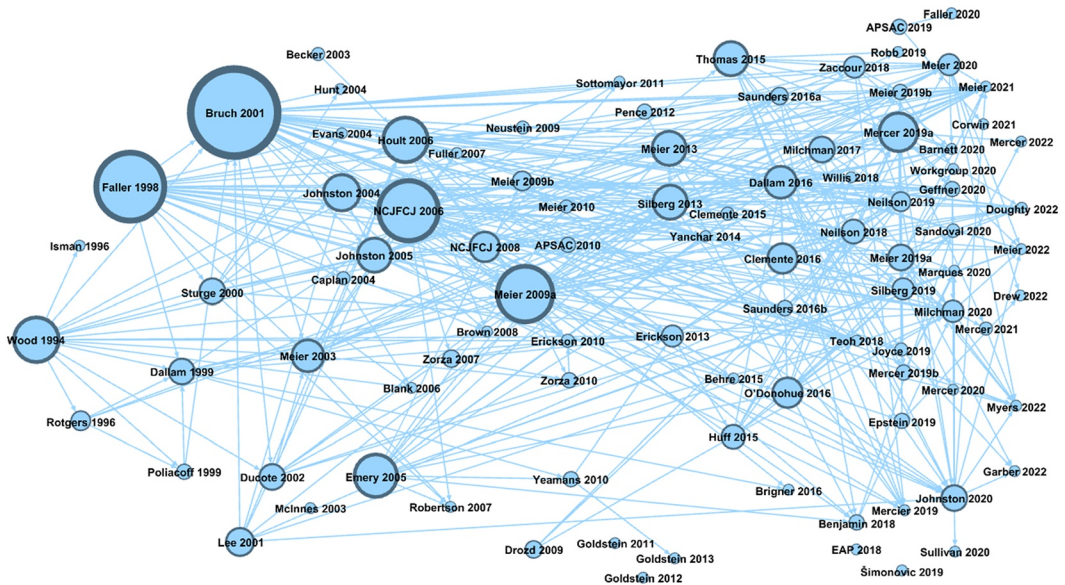 Faller 2020
APSAC 2019
Becker 2003
Robb 2019
Thomas 2015
Zaccour 2018
Meier 2020
Sottomayor 2011
Meier 2021
Hunt 2004
Meier 2019b
Saunders 2016a
Bruch 2001
Pence 2012
Corwin 2021
Neustein 2009
Evans 2004
Mercer 2019a
Hoult 2006
Mercer 2022
Meier 2013
Milchman 2017
Barnett 2020
Fuller 2007
Workgroup 2020
Willis 2018
Meier 2009b
Dallam 2016
Faller 1998
Geffner 2020
Johnston 2004
Neilson 2019
Silberg 2013
Meier 2010
Doughty 2022
NCJFCJ 2006
Clemente 2015
Sandoval 2020
Neilson 2018
Yanchar 2014
APSAC 2010
Isman 1996
NCJFCJ 2008
Meier 2022
Johnston 2005
Clemente 2016
Meier 2019a
Marques 2020
Caplan 2004
Silberg 2019
Sturge 2000
Meier 2009a
Drew 2022
Saunders 2016b
Milchman 2020
Mercer 2021
Brown 2008
Erickson 2013
Wood 1994
Erickson 2010
Teoh 2018
Joyce 2019
Meier 2003
Zorza 2007
Dallam 1999
Mercer 2019b
Behre 2015
Zorza 2010
Blank 2006
Mercer 2020
O'Donohue 2016
Myers 2022
Rotgers 1996
Epstein 2019
Huff 2015
Poliacoff 1999
Garber 2022
Ducote 2002
Emery 2005
Yeamans 2010
Brigner 2016
Johnston 2020
McInnes 2003
Robertson 2007
Mercier 2019
Benjamin 2018
Lee 2001
Goldstein 2011
Drozd 2009
EAP 2018
Sullivan 2020
Goldstein 2013
Šimonovic 2019
Goldstein 2012